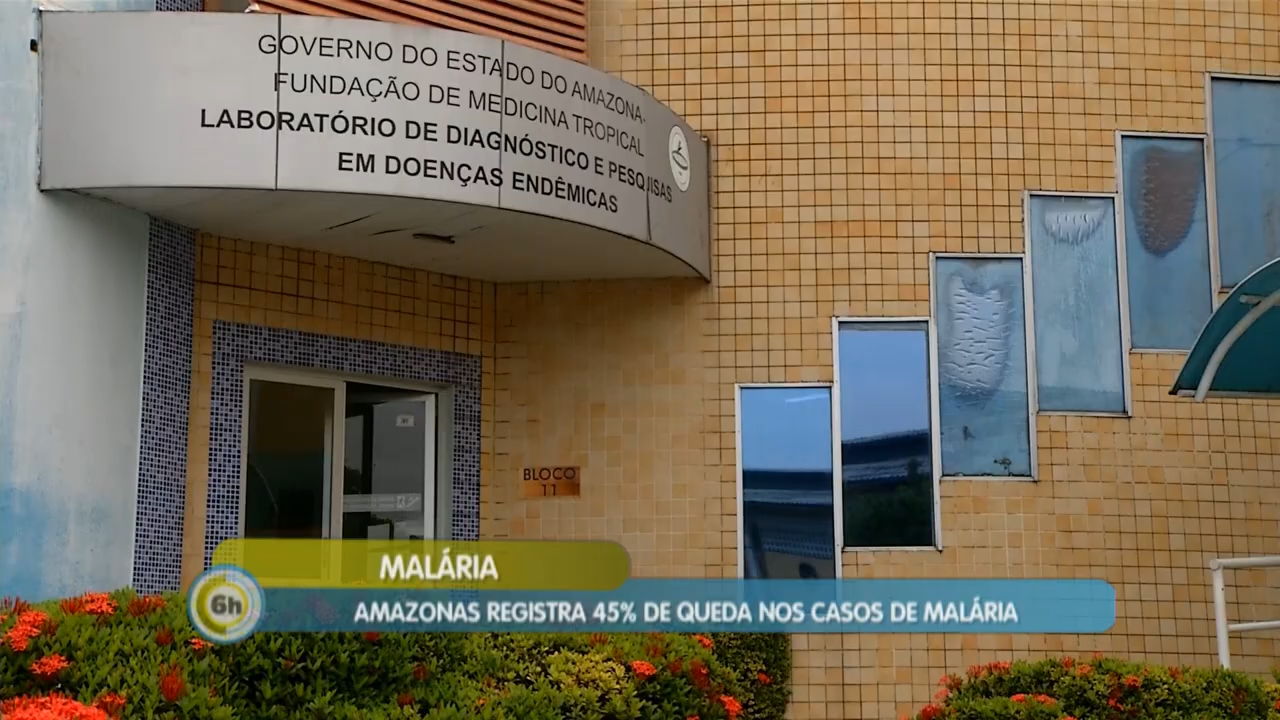 GOVERNO DO ESTADO DO AMAZONA
FUNDAÇÃO DE MEDICINA TROPICAL
LABORATÓRIO DE DIAGNÓSTICO E PESQUISAS
EM DOENÇAS ENDÊMICAS
BLOCO
11
MALÁRIA
6h
AMAZONAS REGISTRA 45% DE QUEDA NOS CASOS DE MALÁRIA